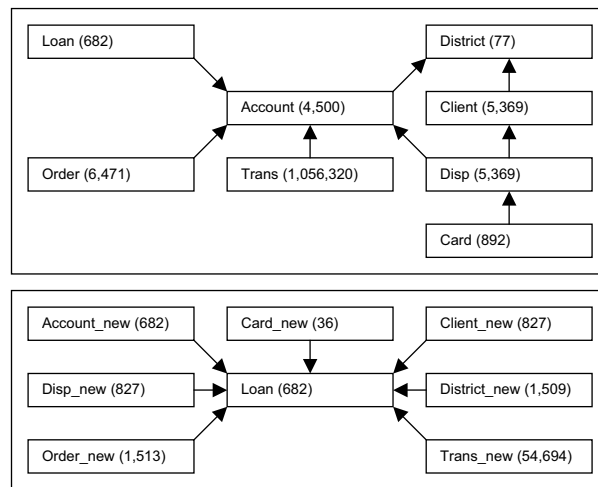 Loan (682)
District (77)
Account (4,500)
Client (5,369)
Order (6,471)
Trans (1,056,320)
Disp (5,369)
Card (892)
Account_new (682)
Card_new (36)
Client_new (827)
Disp_new (827)
Loan (682)
District_new (1,509)
Order_new (1,513)
Trans_new (54,694)